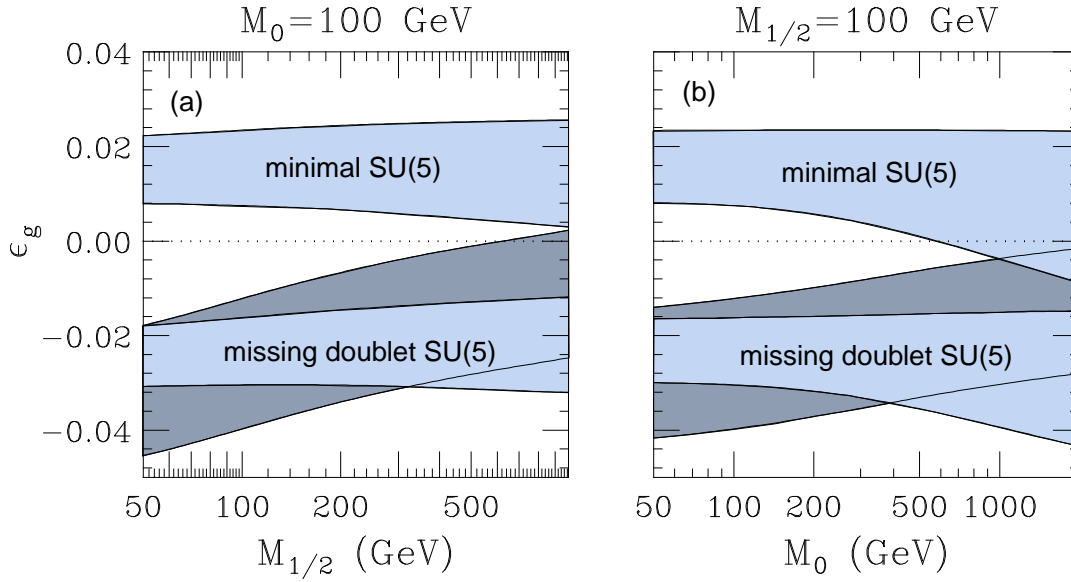 M₀=100 GeV
M₁/₂=100 GeV
(a)
(b)
minimal SU(5)
minimal SU(5)
missing doublet SU(5)
missing doublet SU(5)
ϵg
0.04
0.02
0.00
−0.02
−0.04
50 100 200 500
50 100 200 500 1000
M₁/₂ (GeV)
M₀ (GeV)